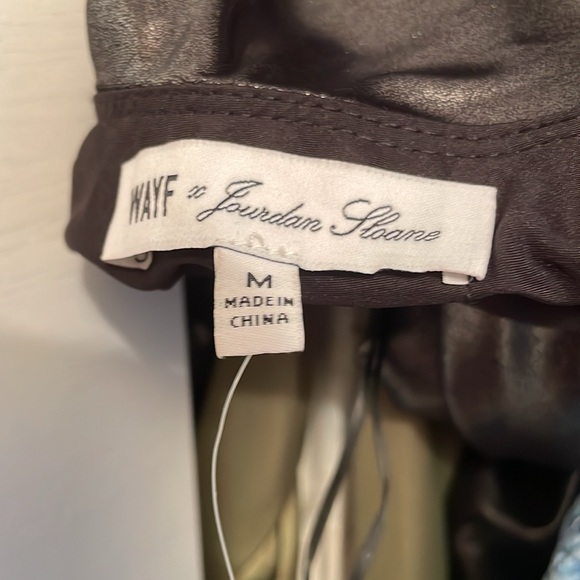 WAYF x Jourdan Sloane
M
MADE IN
CHINA